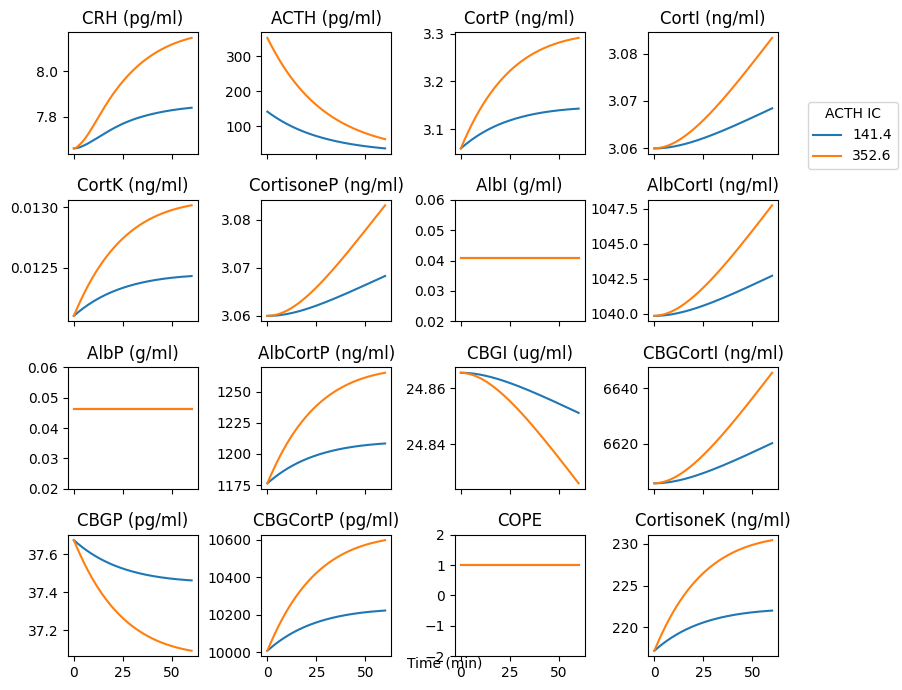 CRH (pg/ml) ACTH (pg/ml) CortP (ng/ml) CortI (ng/ml)
8.0 7.8
300 200 100
3.3 3.2 3.1
3.08 3.07 3.06
ACTH IC
141.4
352.6
CortK (ng/ml) CortisoneP (ng/ml) AlbI (g/ml) AlbCortI (ng/ml)
0.0130 0.0125
3.08 3.07 3.06
0.06 0.05 0.04 0.03 0.02
1047.5 1045.0 1042.5 1040.0
AlbP (g/ml) AlbCortP (ng/ml) CBGI (ug/ml) CBGCortI (ng/ml)
0.06 0.05 0.04 0.03 0.02
1250 1225 1200 1175
24.86 24.84
6640 6620
CBGP (pg/ml) CBGCortP (pg/ml) COPE CortisoneK (ng/ml)
37.6 37.4 37.2
10600 10400 10200 10000
2 1 0 −1 −2
230 225 220
0 25 50 0 25 50 0 25 50 0 25 50
Time (min)